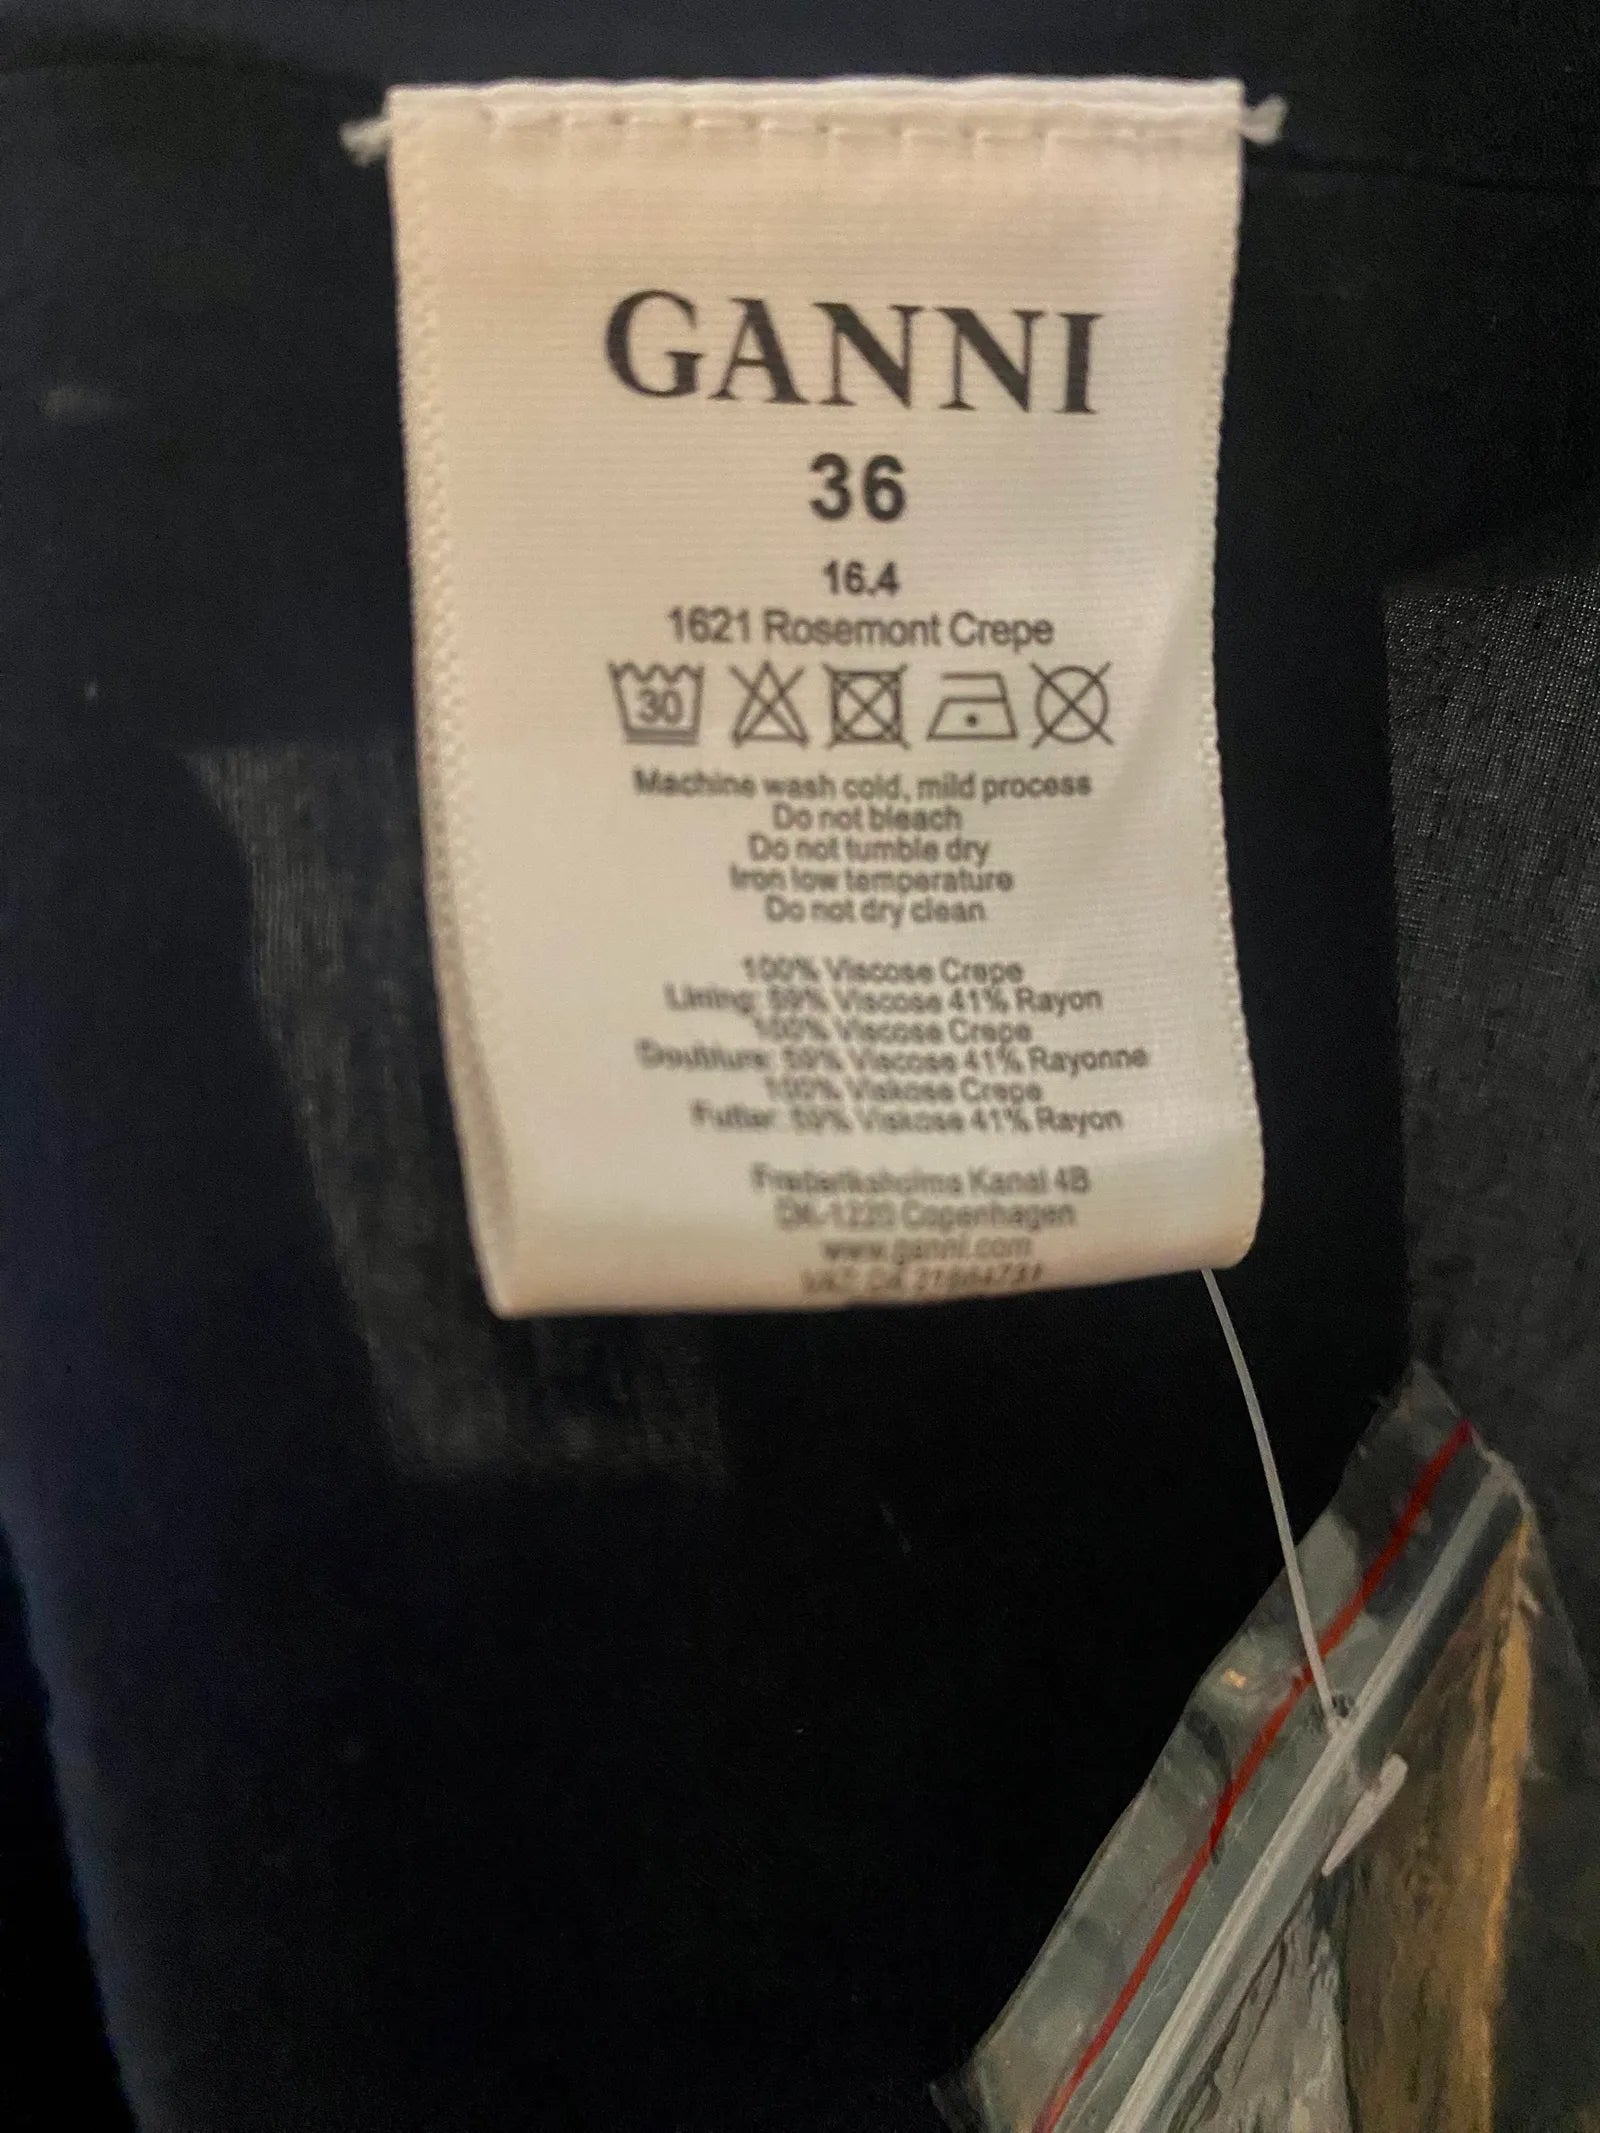 GANNI
36
16.4
1621 Rosemont Crepe
30
Machine wash cold, mild process
Do not bleach
Do not tumble dry
Iron low temperature
Do not dry clean
100% Viscose Crepe
Lining: 59% Viscose 41% Rayon
100% Viscose Crepe
Doublure: 59% Viscose 41% Rayonne
100% Viskose Crepe
Futter: 59% Viskose 41% Rayon
Frederiksholms Kanal 4B
DK-1220 Copenhagen
www.ganni.com